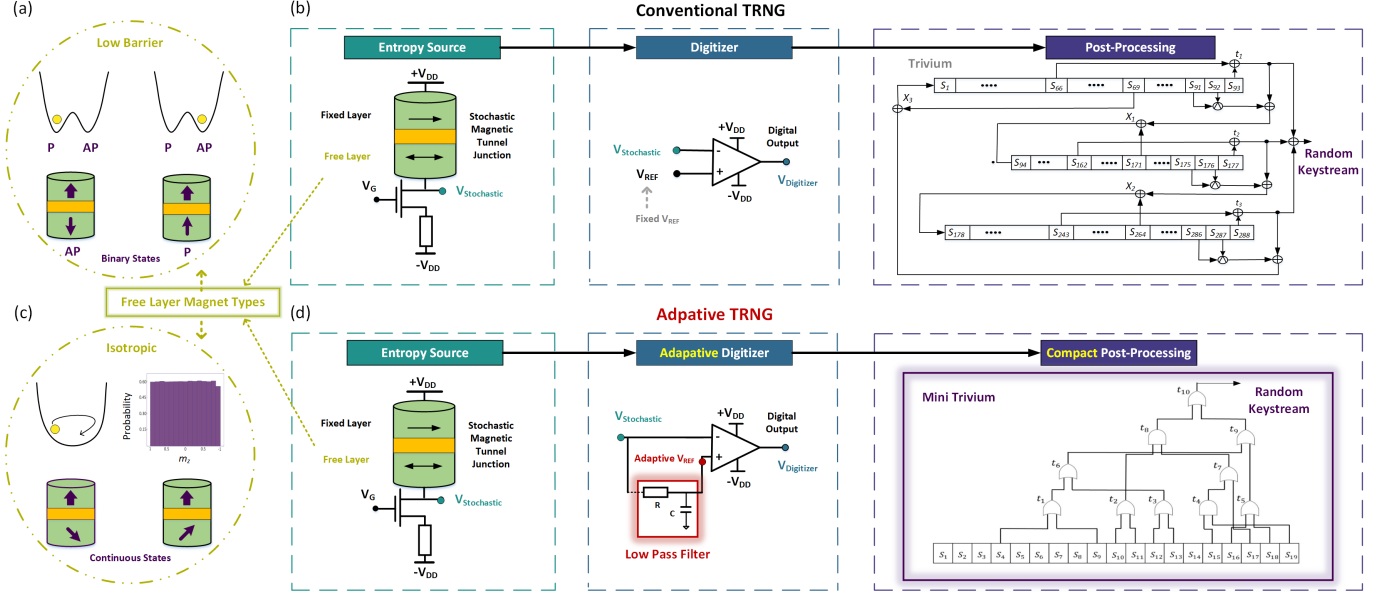 (a)
Low Barrier
P AP P AP
AP P
Binary States
Free Layer Magnet Types
(b)
Conventional TRNG
Entropy Source
+V_DD
Fixed Layer
Free Layer
Stochastic
Magnetic
Tunnel
Junction
V_G
V_Stochastic
-V_DD
Digitizer
+V_DD
Digital
Output
V_Stochastic
-
V_REF
+
V_Digitizer
-V_DD
Fixed V_REF
Post-Processing
Trivium
t_1
S_1 •••• S_66 •••• S_69 •••• S_91 S_92 S_93
X_3
X_1
t_2
S_94 •••• S_162 •••• S_171 •••• S_175 S_176 S_177
Random
Keystream
X_2
t_3
S_178 •••• S_243 •••• S_264 •••• S_286 S_287 S_288
(c)
Isotropic
Probability
m_z
Continuous States
(d)
Adpative TRNG
Entropy Source
+V_DD
Fixed Layer
Free Layer
Stochastic
Magnetic
Tunnel
Junction
V_G
V_Stochastic
-V_DD
Adapative Digitizer
V_Stochastic
+V_DD
Digital
Output
-
Adaptive V_REF
+
V_Digitizer
-V_DD
R
C
Low Pass Filter
Compact Post-Processing
Mini Trivium
t_10
Random
Keystream
t_8 t_9
t_6 t_7
t_1 t_2 t_3 t_4 t_5
S_1 S_2 S_3 S_4 S_5 S_6 S_7 S_8 S_9 S_10 S_11 S_12 S_13 S_14 S_15 S_16 S_17 S_18 S_19